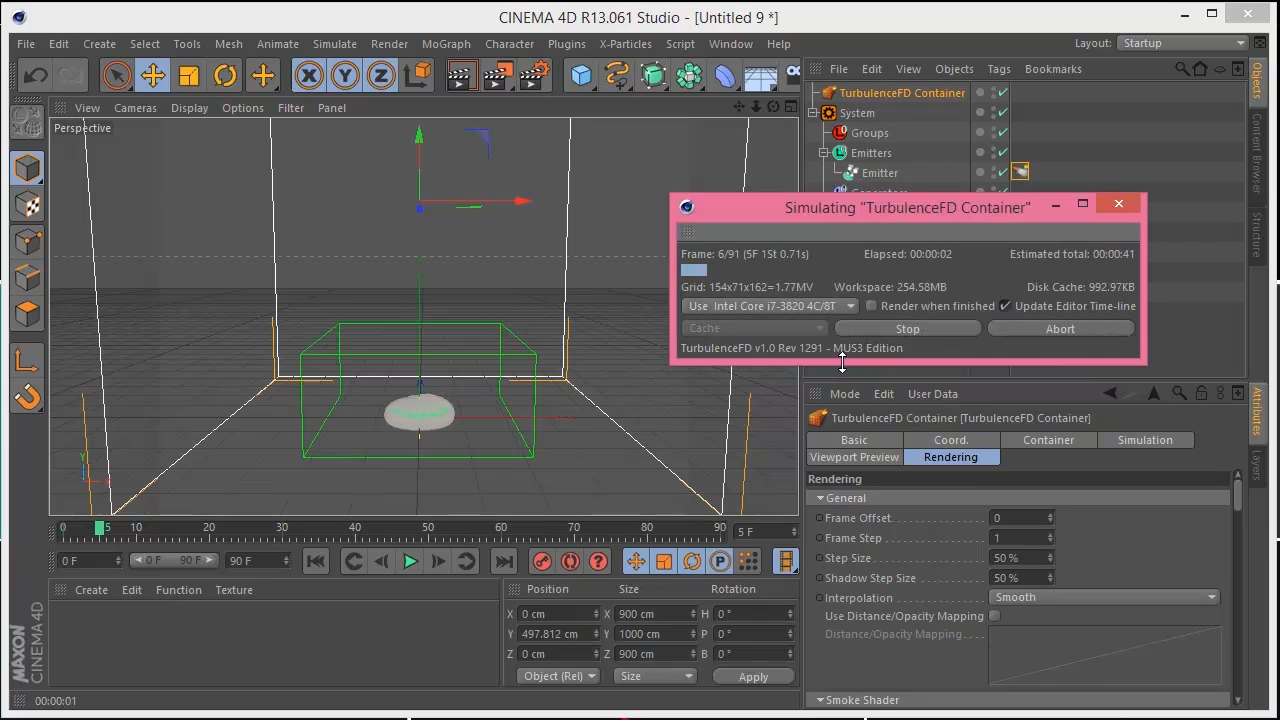 CINEMA 4D R13.061 Studio - [Untitled 9 *]
File Edit Create Select Tools Mesh Animate Simulate Render MoGraph Character Plugins X-Particles Script Window Help Layout: Startup
File Edit View Objects Tags Bookmarks
View Cameras Display Options Filter Panel
Perspective
TurbulenceFD Container
System
Groups
Emitters
Emitter
Objects
Content Browser
Structure
Simulating "TurbulenceFD Container"
Frame: 6/91 (5F 1St 0.71s) Elapsed: 00:00:02 Estimated total: 00:00:41
Grid: 154x71x162=1.77MV Workspace: 254.58MB Disk Cache: 992.97KB
Use Intel Core i7-3820 4C/8T Render when finished Update Editor Time-line
Cache Stop Abort
TurbulenceFD v1.0 Rev 1291 - MUS3 Edition
Y
Mode Edit User Data
TurbulenceFD Container [TurbulenceFD Container]
Basic Coord. Container Simulation
Viewport Preview Rendering
Attributes
Layers
Rendering
General
Frame Offset 0
Frame Step 1
Step Size 50 %
Shadow Step Size 50 %
Interpolation Smooth
Use Distance/Opacity Mapping
Distance/Opacity Mapping
Smoke Shader
0 5 10 20 30 40 50 60 70 80 90 5 F
0 F 0 F 90 F 90 F
Create Edit Function Texture
Position Size Rotation
X 0 cm X 900 cm H 0 °
Y 497.812 cm Y 1000 cm P 0 °
Z 0 cm Z 900 cm B 0 °
Object (Rel) Size Apply
MAXON
CINEMA 4D
00:00:01